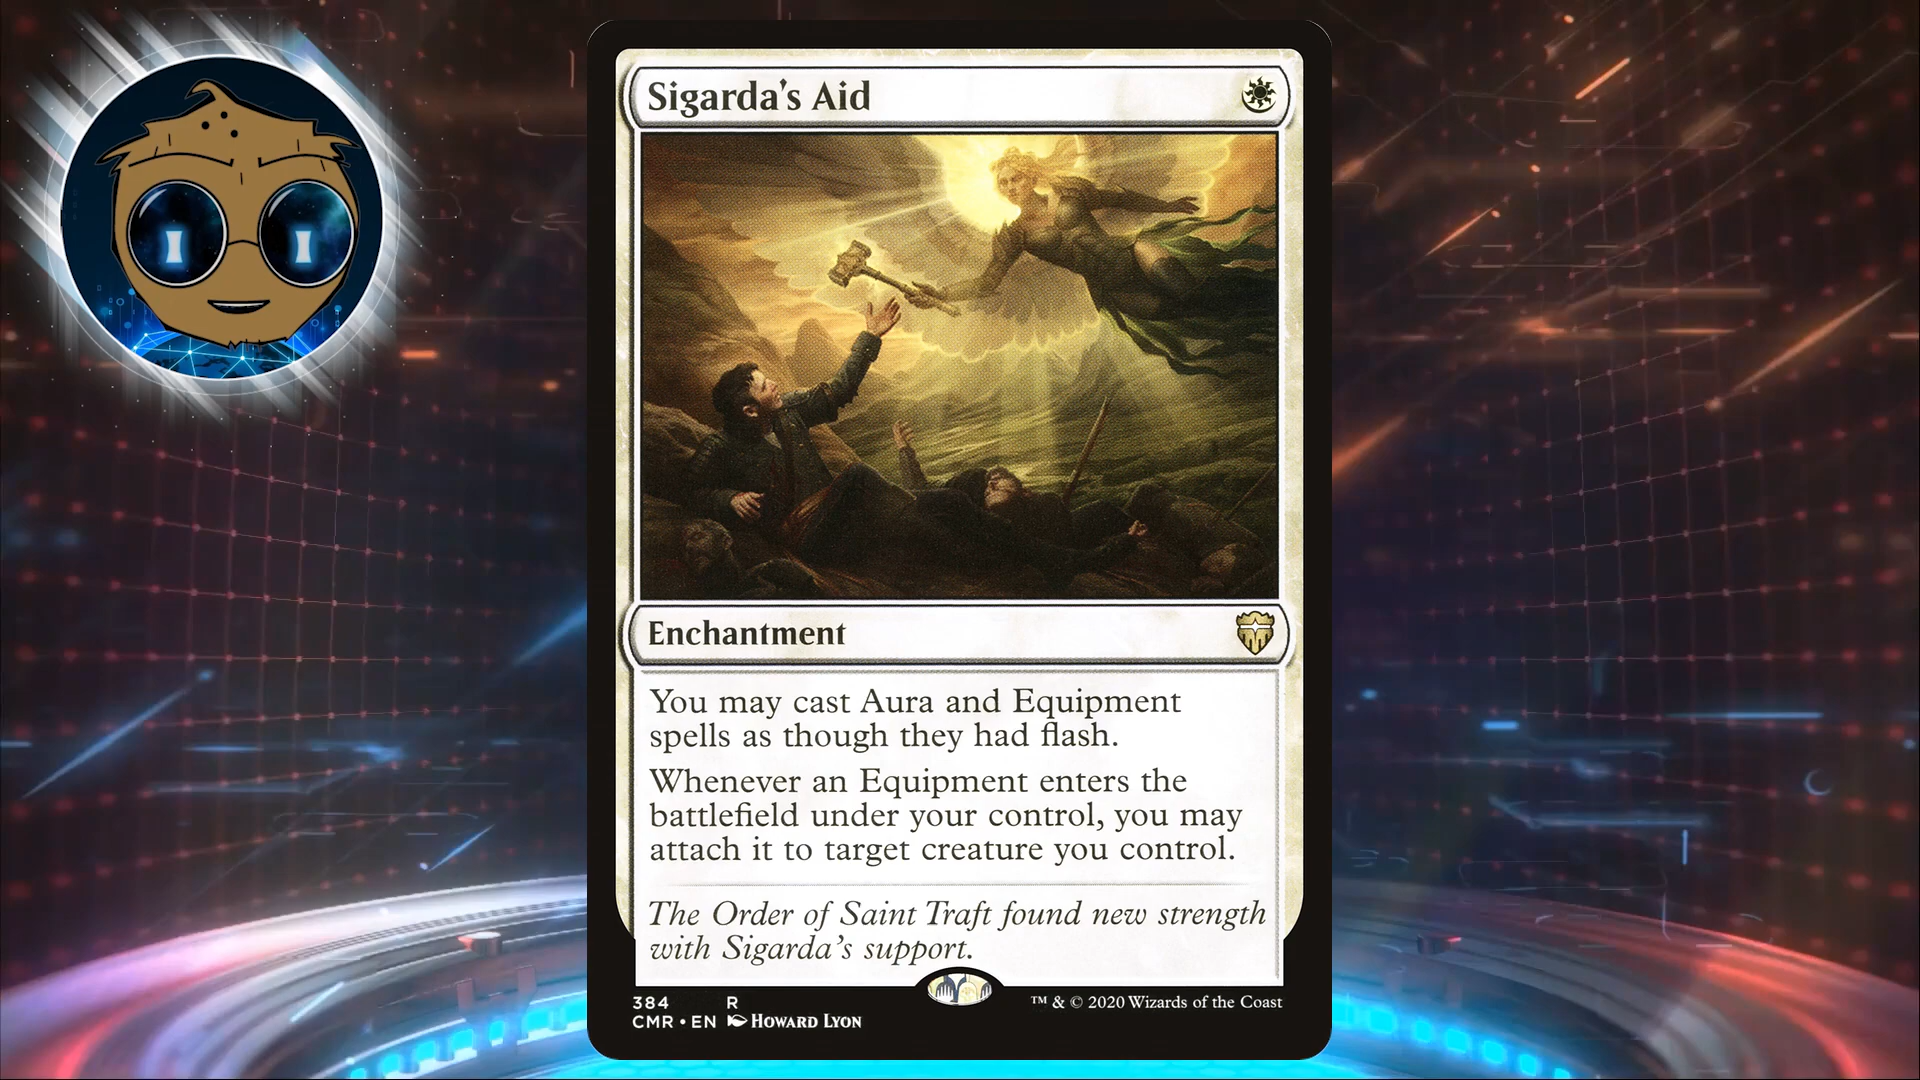 Sigarda's Aid
Enchantment
You may cast Aura and Equipment
spells as though they had flash.
Whenever an Equipment enters the
battlefield under your control, you may
attach it to target creature you control.
The Order of Saint Traft found new strength
with Sigarda's support.
384 R
CMR • EN Howard Lyon
™ & © 2020 Wizards of the Coast